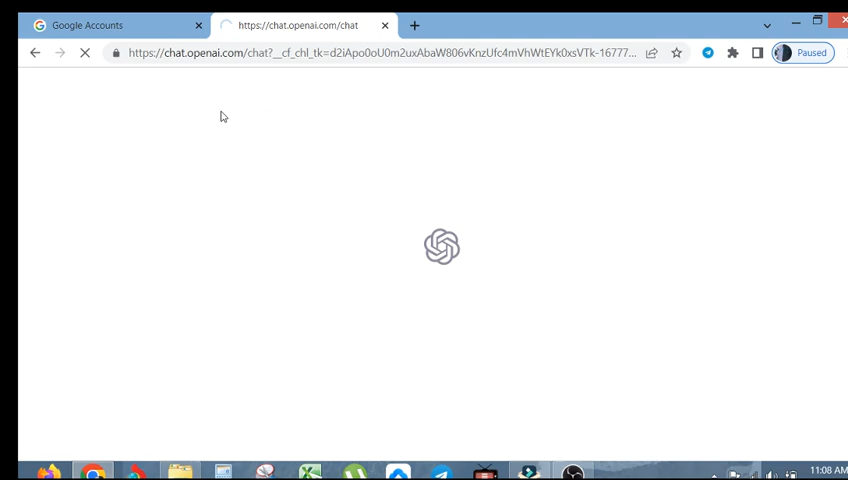 Google Accounts
https://chat.openai.com/chat
https://chat.openai.com/chat?__cf_chl_tk=d2iApo0oU0m2uxAbaW806vKnzUfc4mVhWtEYk0xsVTk-16777...
Paused
11:08 AM